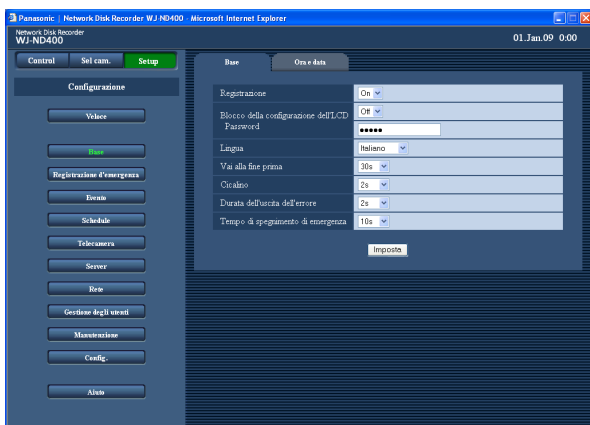 Panasonic | Network Disk Recorder WJ-ND400 - Microsoft Internet Explorer
Network Disk Recorder
WJ-ND400
01.Jan.09 0:00
Control Sel cam. Setup
Configurazione
Veloce
Base
Registrazione d'emergenza
Evento
Schedule
Telecamera
Server
Rete
Gestione degli utenti
Manutenzione
Config.
Aiuto
Base Ora e data
Registrazione On
Blocco della configurazione dell'LCD Off
Password •••••
Lingua Italiano
Vai alla fine prima 30s
Cicalino 2s
Durata dell'uscita dell'errore 2s
Tempo di spegnimento di emergenza 10s
Imposta